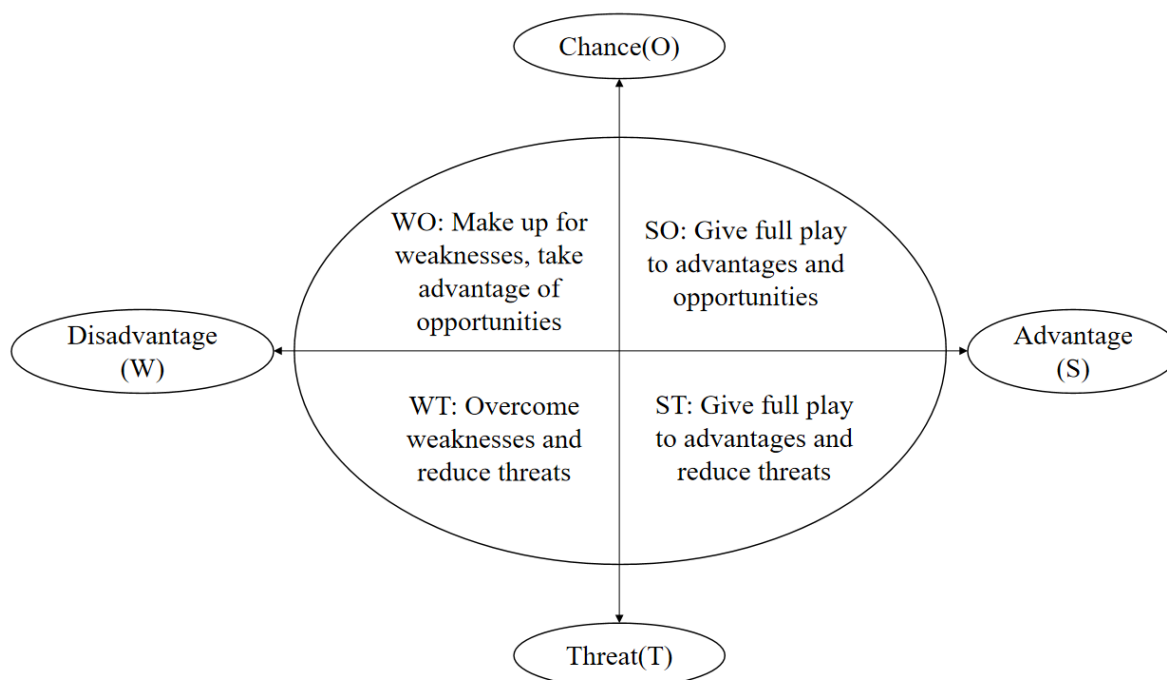 Chance(O)
WO: Make up for
weaknesses, take
advantage of
opportunities
SO: Give full play
to advantages and
opportunities
Disadvantage
(W)
Advantage
(S)
WT: Overcome
weaknesses and
reduce threats
ST: Give full play
to advantages and
reduce threats
Threat(T)